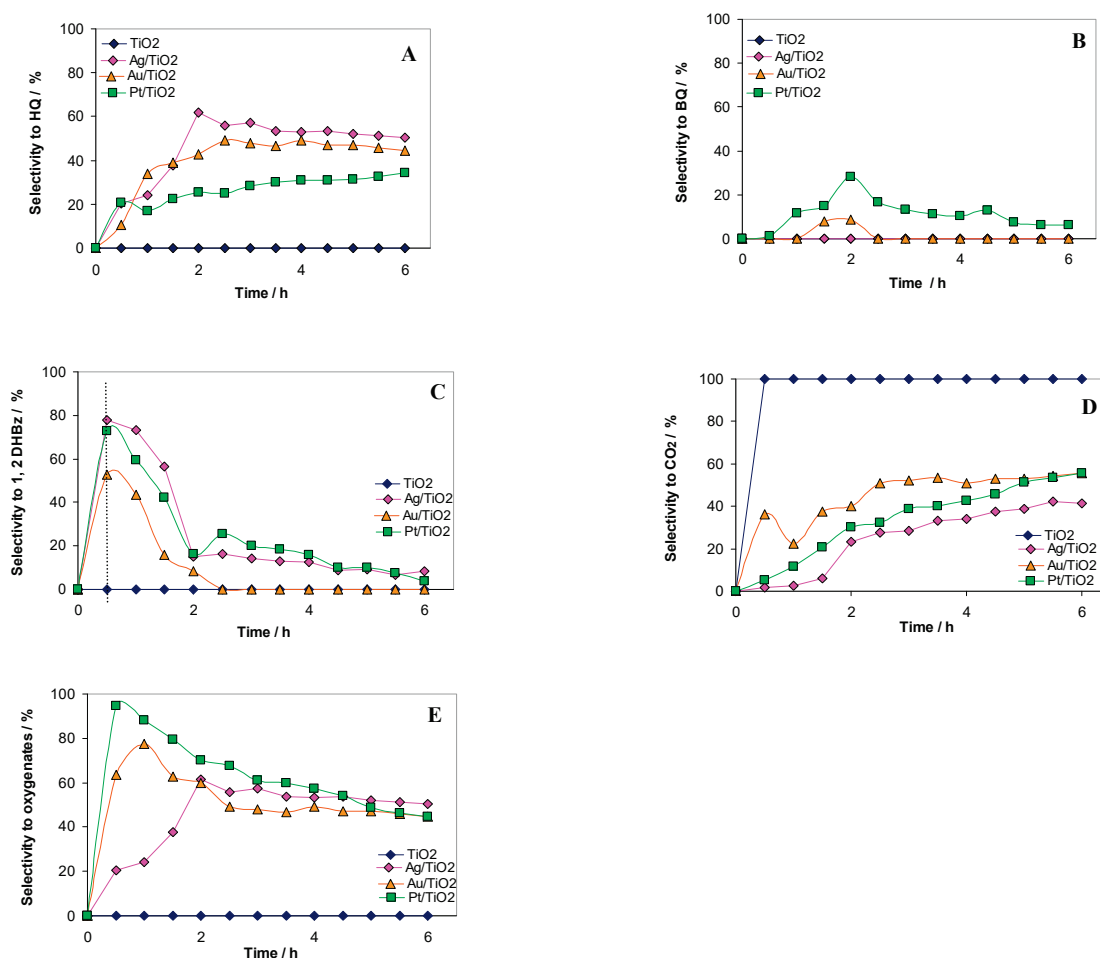 A
TiO2
Ag/TiO2
Au/TiO2
Pt/TiO2
Selectivity to HQ / %
100
80
60
40
20
0
0 2 4 6
Time / h
B
TiO2
Ag/TiO2
Au/TiO2
Pt/TiO2
Selectivity to BQ / %
100
80
60
40
20
0
0 2 4 6
Time / h
C
TiO2
Ag/TiO2
Au/TiO2
Pt/TiO2
Selectivity to 1, 2 DHBz / %
100
80
60
40
20
0
0 2 4 6
Time / h
D
TiO2
Ag/TiO2
Au/TiO2
Pt/TiO2
Selectivity to CO2 / %
100
80
60
40
20
0
0 2 4 6
Time / h
E
TiO2
Ag/TiO2
Au/TiO2
Pt/TiO2
Selectivity to oxygenates / %
100
80
60
40
20
0
0 2 4 6
Time / h